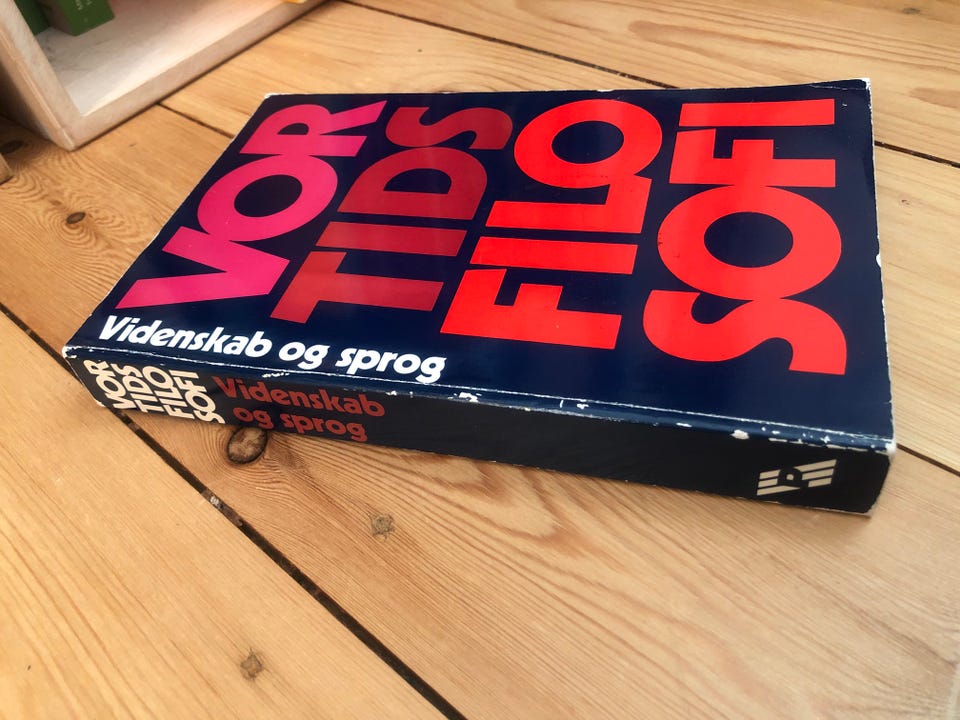 VOR
TIDS
FILO
SOFI
Videnskab og sprog
VOR
TIDS
FILO
SOFI
Videnskab
og sprog
P